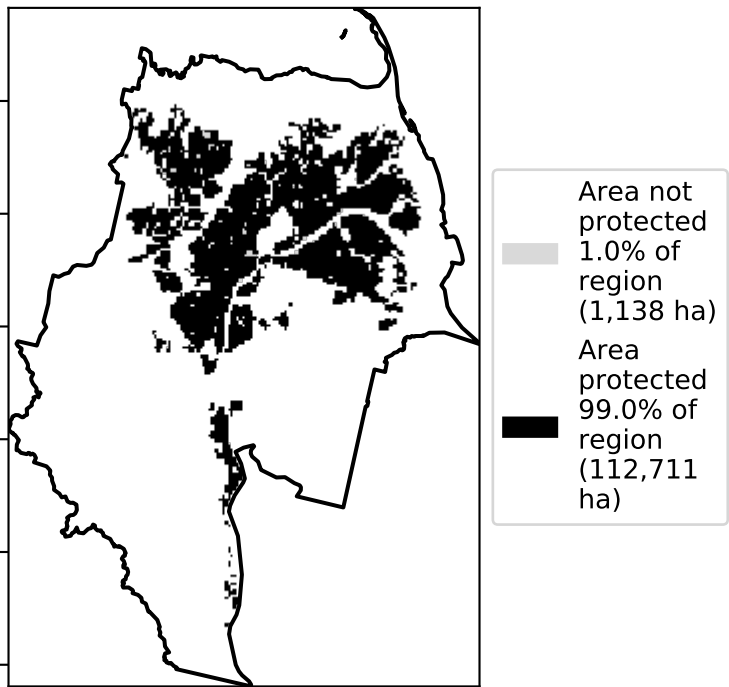 Area not
protected
1.0% of
region
(1,138 ha)
Area
protected
99.0% of
region
(112,711
ha)